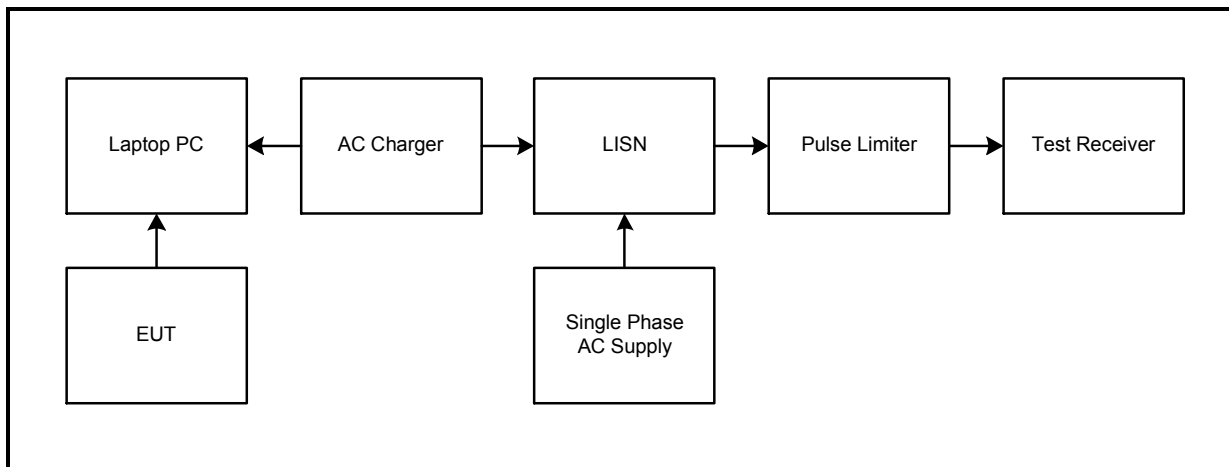 Laptop PC
AC Charger
LISN
Pulse Limiter
Test Receiver
EUT
Single Phase
AC Supply